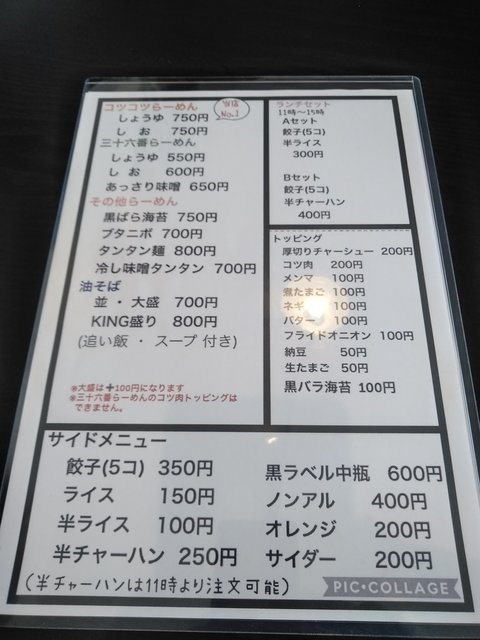 コツコツらーめん
当店
No.1
しょうゆ 750円
しお 750円
三十六番らーめん
しょうゆ 550円
しお 600円
あっさり味噌 650円
その他らーめん
黒ばら海苔 750円
ブタニボ 700円
タンタン麺 800円
冷し味噌タンタン 700円
油そば
並・大盛 700円
KING盛り 800円
(追い飯・スープ付き)
※大盛は+100円になります
※三十六番らーめんのコツ肉トッピングは
できません。
ランチセット
11時~15時
Aセット
餃子(5コ)
半ライス
300円
Bセット
餃子(5コ)
半チャーハン
400円
トッピング
厚切りチャーシュー 200円
コツ肉 200円
メンマ 100円
煮たまご 100円
ネギ 100円
バター 100円
フライドオニオン 100円
納豆 50円
生たまご 50円
黒バラ海苔 100円
サイドメニュー
餃子(5コ) 350円
ライス 150円
半ライス 100円
半チャーハン 250円
(半チャーハンは11時より注文可能)
黒ラベル中瓶 600円
ノンアル 400円
オレンジ 200円
サイダー 200円
PIC•COLLAGE